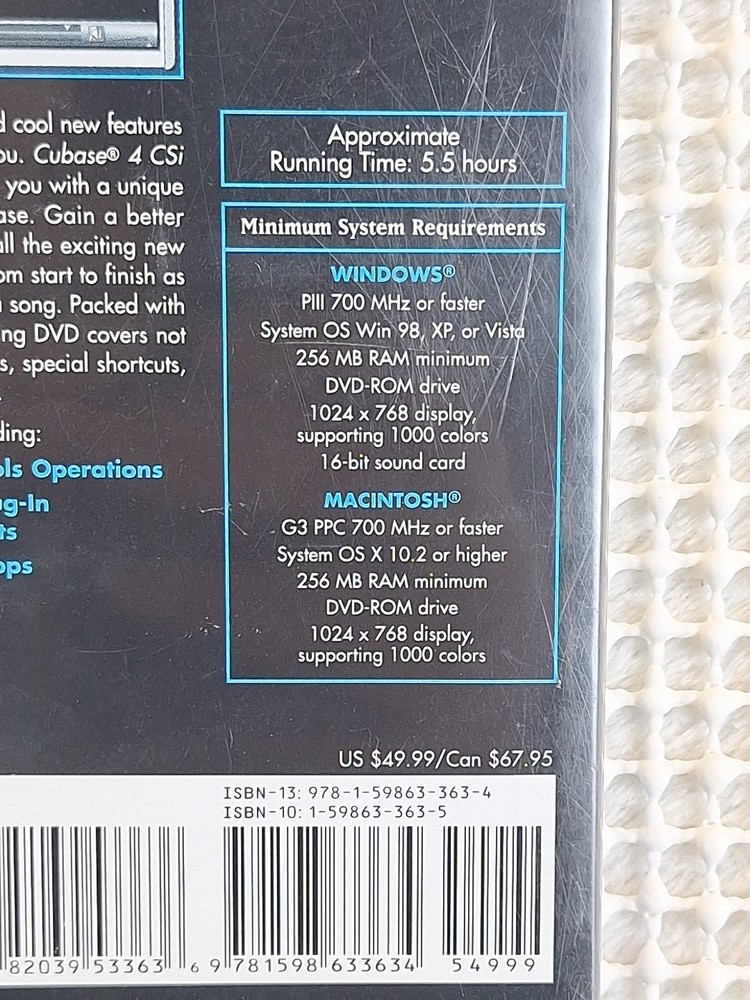 d cool new features
ou. Cubase® 4 CSi
you with a unique
ase. Gain a better
all the exciting new
om start to finish as
song. Packed with
ing DVD covers not
s, special shortcuts,
ding:
ols Operations
ug-In
ts
ops
Approximate
Running Time: 5.5 hours
Minimum System Requirements
WINDOWS®
PIII 700 MHz or faster
System OS Win 98, XP, or Vista
256 MB RAM minimum
DVD-ROM drive
1024 x 768 display,
supporting 1000 colors
16-bit sound card
MACINTOSH®
G3 PPC 700 MHz or faster
System OS X 10.2 or higher
256 MB RAM minimum
DVD-ROM drive
1024 x 768 display,
supporting 1000 colors
US $49.99/Can $67.95
ISBN-13: 978-1-59863-363-4
ISBN-10: 1-59863-363-5
82039 53363 6
9 781598 633634
54999